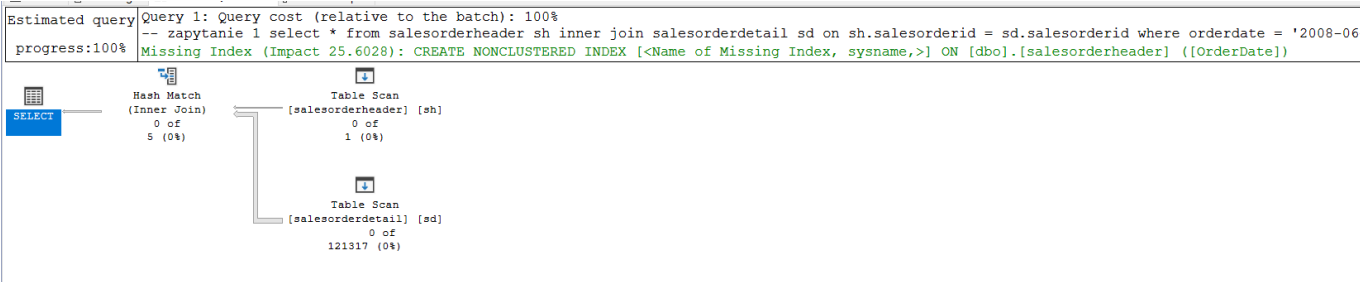 Estimated query
progress:100%
Query 1: Query cost (relative to the batch): 100%
-- zapytanie 1 select * from salesorderheader sh inner join salesorderdetail sd on sh.salesorderid = sd.salesorderid where orderdate = '2008-06
Missing Index (Impact 25.6028): CREATE NONCLUSTERED INDEX [<Name of Missing Index, sysname,>] ON [dbo].[salesorderheader] ([OrderDate])
SELECT
Hash Match
(Inner Join)
0 of
5 (0%)
Table Scan
[salesorderheader] [sh]
0 of
1 (0%)
Table Scan
[salesorderdetail] [sd]
0 of
121317 (0%)